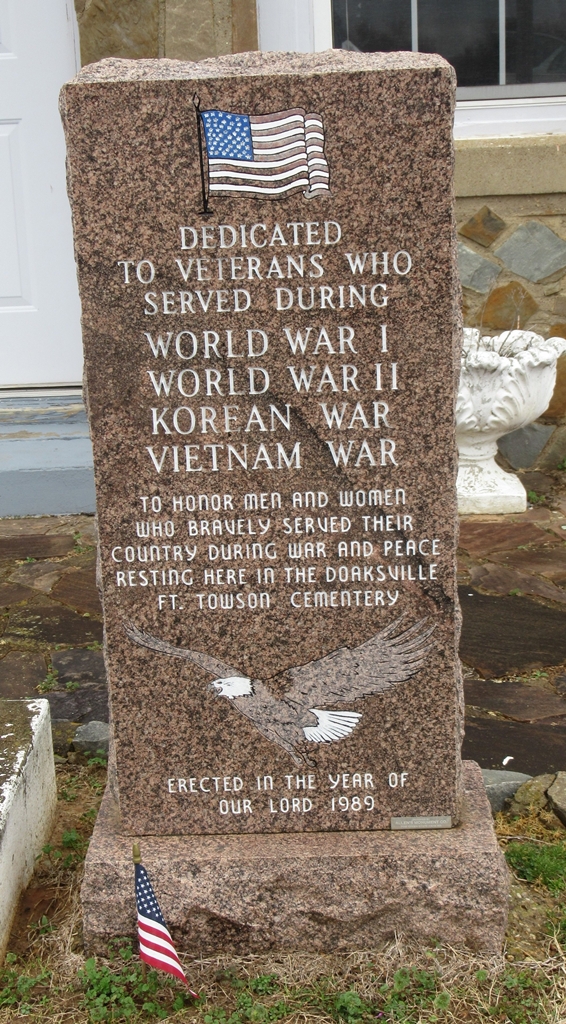 DEDICATED
TO VETERANS WHO
SERVED DURING
WORLD WAR I
WORLD WAR II
KOREAN WAR
VIETNAM WAR
TO HONOR MEN AND WOMEN
WHO BRAVELY SERVED THEIR
COUNTRY DURING WAR AND PEACE
RESTING HERE IN THE DOAKSVILLE
FT. TOWSON CEMENTERY
ERECTED IN THE YEAR OF
OUR LORD 1989